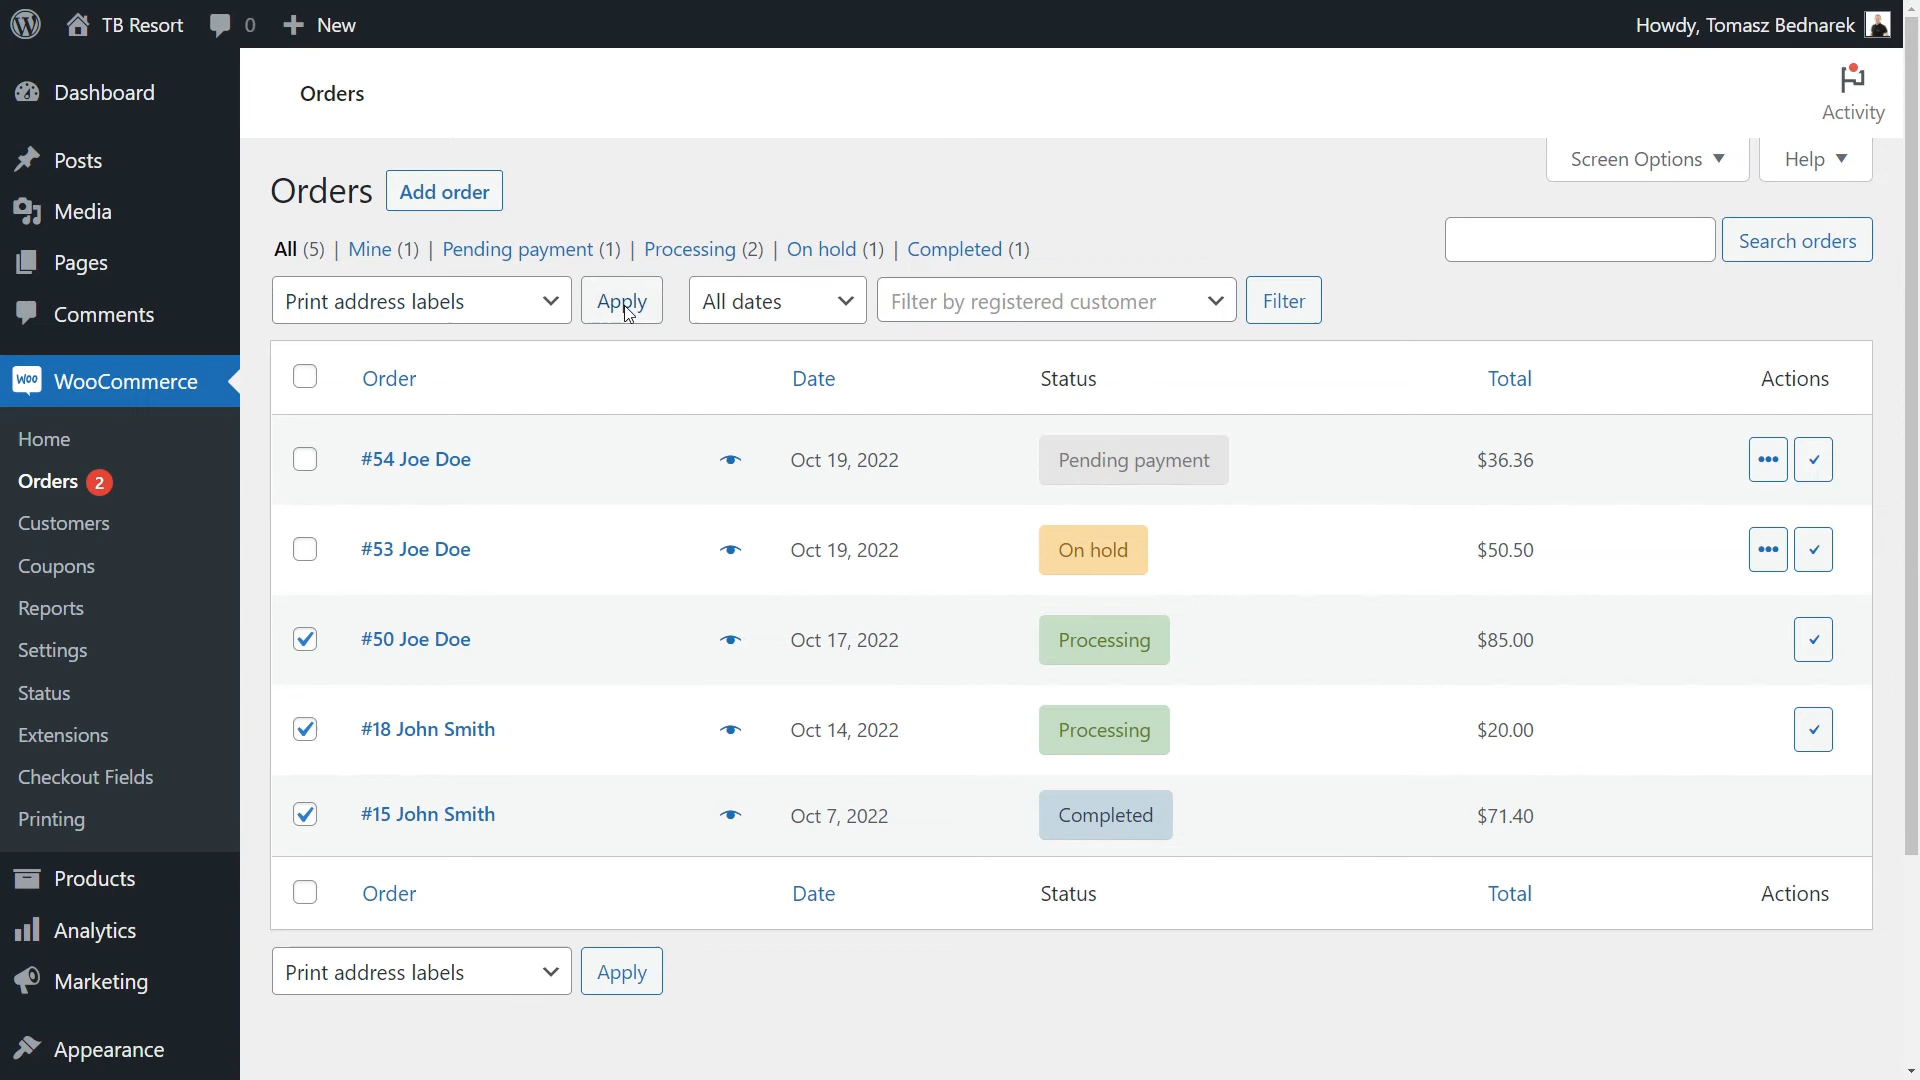 TB Resort 0 New Howdy, Tomasz Bednarek
Dashboard
Posts
Media
Pages
Comments
Woo WooCommerce
Home
Orders 2
Customers
Coupons
Reports
Settings
Status
Extensions
Checkout Fields
Printing
Products
Analytics
Marketing
Appearance
Orders
Activity
Screen Options Help
Orders Add order
All (5) | Mine (1) | Pending payment (1) | Processing (2) | On hold (1) | Completed (1)
Search orders
Print address labels Apply All dates Filter by registered customer Filter
Order Date Status Total Actions
#54 Joe Doe Oct 19, 2022 Pending payment $36.36
#53 Joe Doe Oct 19, 2022 On hold $50.50
#50 Joe Doe Oct 17, 2022 Processing $85.00
#18 John Smith Oct 14, 2022 Processing $20.00
#15 John Smith Oct 7, 2022 Completed $71.40
Order Date Status Total Actions
Print address labels Apply